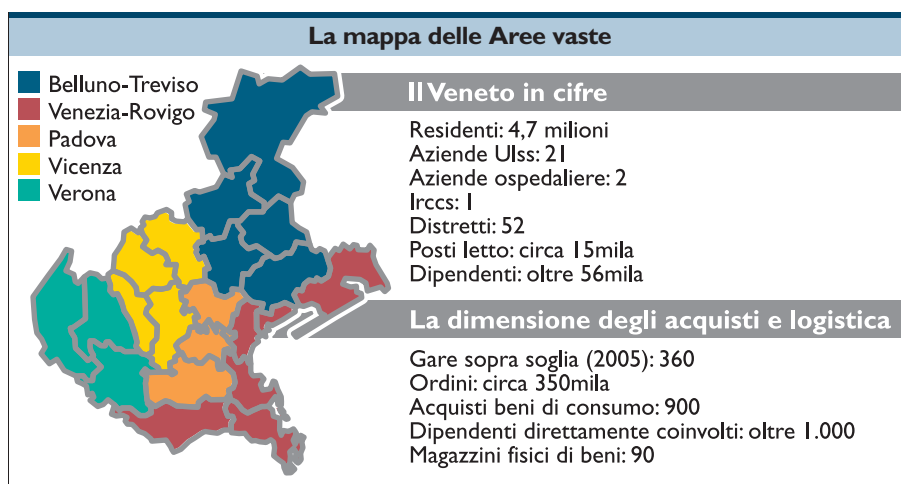 La mappa delle Aree vaste
Belluno-Treviso
Venezia-Rovigo
Padova
Vicenza
Verona
Il Veneto in cifre
Residenti: 4,7 milioni
Aziende Ulss: 21
Aziende ospedaliere: 2
Irccs: 1
Distretti: 52
Posti letto: circa 15mila
Dipendenti: oltre 56mila
La dimensione degli acquisti e logistica
Gare sopra soglia (2005): 360
Ordini: circa 350mila
Acquisti beni di consumo: 900
Dipendenti direttamente coinvolti: oltre 1.000
Magazzini fisici di beni: 90